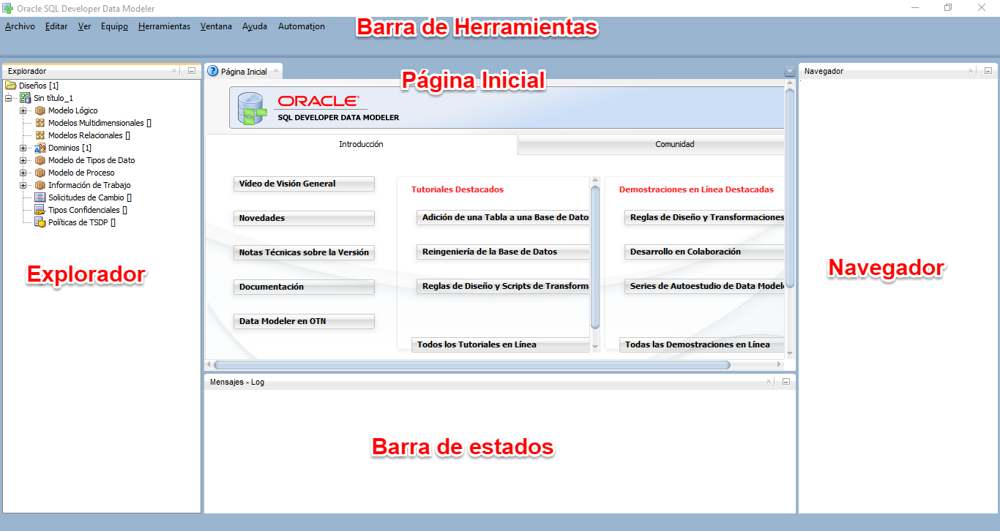 Oracle SQL Developer Data Modeler
Archivo Editar Ver Equipo Herramientas Ventana Ayuda Automation
Barra de Herramientas
Explorador
Diseños [1]
Sin título_1
Modelo Lógico
Modelos Multidimensionales []
Modelos Relacionales []
Dominios [1]
Modelo de Tipos de Dato
Modelo de Proceso
Información de Trabajo
Solicitudes de Cambio []
Tipos Confidenciales []
Políticas de TSDP []
Explorador
Página Inicial
Página Inicial
ORACLE
SQL DEVELOPER DATA MODELER
Introducción
Comunidad
Vídeo de Visión General
Novedades
Notas Técnicas sobre la Versión
Documentación
Data Modeler en OTN
Tutoriales Destacados
Adición de una Tabla a una Base de Dato
Reingeniería de la Base de Datos
Reglas de Diseño y Scripts de Transform
Todos los Tutoriales en Línea
Demostraciones en Línea Destacadas
Reglas de Diseño y Transformaciones
Desarrollo en Colaboración
Series de Autoestudio de Data Model
Todas las Demostraciones en Línea
Mensajes - Log
Barra de estados
Navegador
Navegador